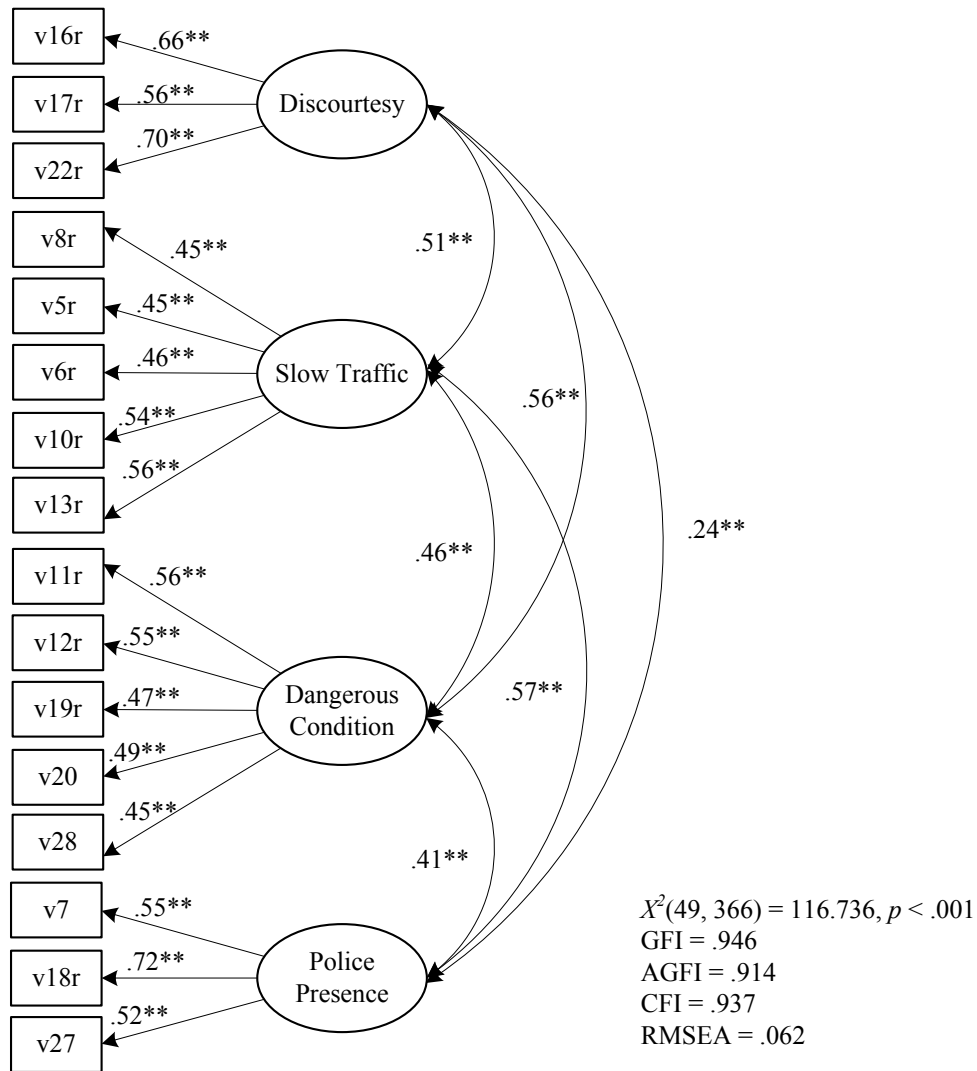 v16r
.66**
v17r
.56**
Discourtesy
v22r
.70**
v8r
.45**
.51**
v5r
.45**
v6r
.46**
Slow Traffic
.56**
v10r
.54**
v13r
.56**
.24**
v11r
.56**
.46**
v12r
.55**
v19r
.47**
Dangerous
Condition
.57**
v20
.49**
v28
.45**
.41**
v7
.55**
v18r
.72**
Police
Presence
v27
.52**
X²(49, 366) = 116.736, p < .001
GFI = .946
AGFI = .914
CFI = .937
RMSEA = .062